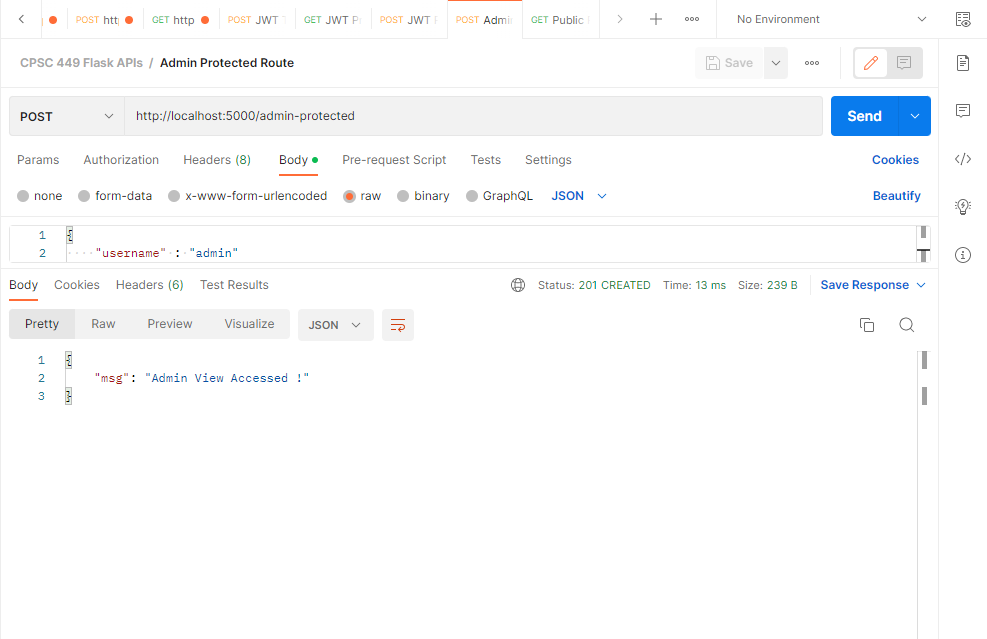 POST htt GET http POST JWT GET JWT P POST JWT POST Admi GET Public No Environment
CPSC 449 Flask APIs / Admin Protected Route Save
POST http://localhost:5000/admin-protected Send
Params Authorization Headers (8) Body Pre-request Script Tests Settings Cookies
none form-data x-www-form-urlencoded raw binary GraphQL JSON Beautify
1 {
2 "username" : "admin"
Body Cookies Headers (6) Test Results Status: 201 CREATED Time: 13 ms Size: 239 B Save Response
Pretty Raw Preview Visualize JSON
1 {
2 "msg": "Admin View Accessed !"
3 }